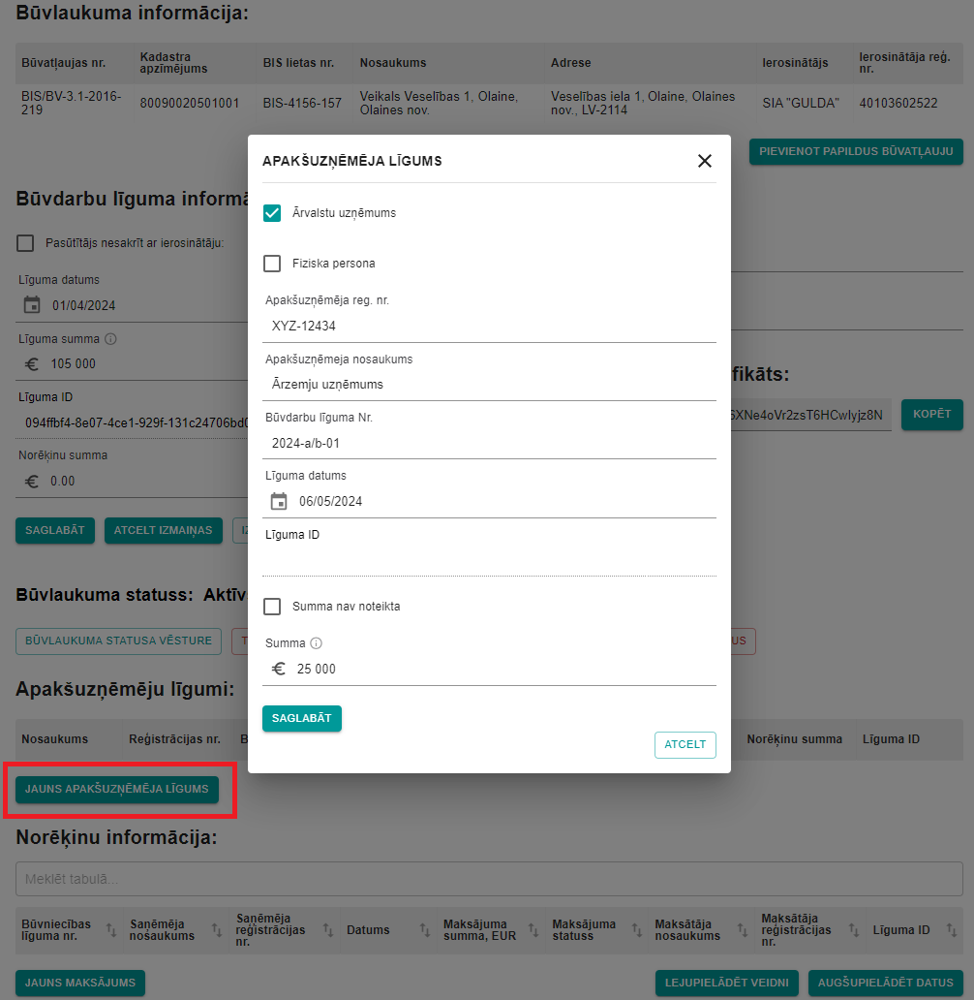 Būvlaukuma informācija:
Būvatļaujas nr.
Kadastra apzīmējums
BIS lietas nr.
Nosaukums
Adrese
Ierosinātājs
Ierosinātāja reģ. nr.
BIS/BV-3.1-2016-219
80090020501001
BIS-4156-157
Veikals Veselības 1, Olaine, Olaines nov.
Veselības iela 1, Olaine, Olaines nov., LV-2114
SIA "GULDA"
40103602522
PIEVIENOT PAPILDUS BŪVATĻAUJU
APAKŠUZŅĒMĒJA LĪGUMS
Ārvalstu uzņēmums
Fiziska persona
Apakšuzņēmēja reg. nr.
XYZ-12434
Apakšuzņēmeja nosaukums
Ārzemju uzņēmums
Būvdarbu līguma Nr.
2024-a/b-01
Līguma datums
06/05/2024
Līguma ID
Summa nav noteikta
Summa
€ 25 000
SAGLABĀT
ATCELT
Būvdarbu līguma informā
Pasūtītājs nesakrīt ar ierosinātāju:
Līguma datums
01/04/2024
Līguma summa
€ 105 000
Līguma ID
094ffbf4-8e07-4ce1-929f-131c24706bd0
Norēķinu summa
€ 0.00
fikāts:
6XNe4oVr2zsT6HCwIyjz8N
KOPĒT
SAGLABĀT
ATCELT IZMAIŅAS
Būvlaukuma statuss: Aktīvs
BŪVLAUKUMA STATUSA VĒSTURE
US
Apakšuzņēmēju līgumi:
Nosaukums
Reģistrācijas nr.
B
Norēķinu summa
Līguma ID
JAUNS APAKŠUZŅĒMĒJA LĪGUMS
Norēķinu informācija:
Meklēt tabulā...
Būvniecības līguma nr.
Saņēmēja nosaukums
Saņēmēja reģistrācijas nr.
Datums
Maksājuma summa, EUR
Maksājuma statuss
Maksātāja nosaukums
Maksātāja reģistrācijas nr.
Līguma ID
JAUNS MAKSĀJUMS
LEJUPIELĀDĒT VEIDNI
AUGŠUPIELĀDĒT DATUS